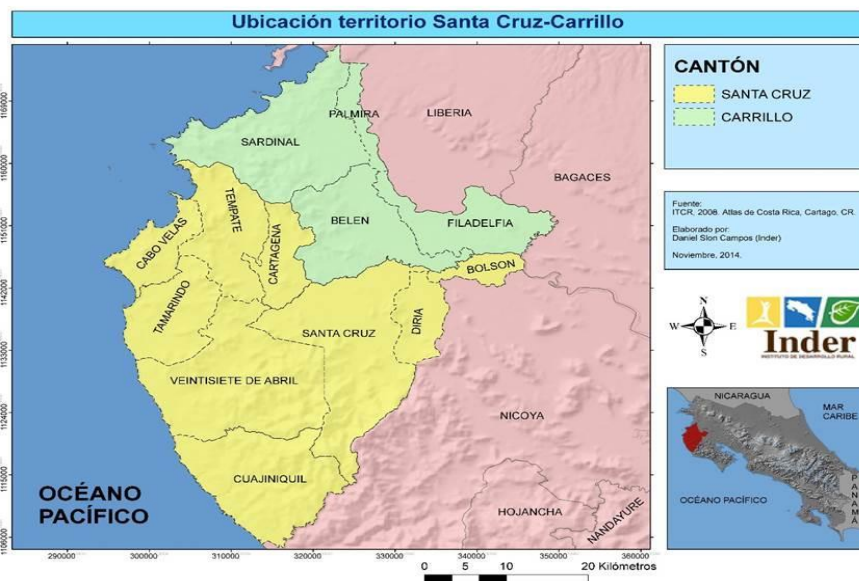 Ubicación territorio Santa Cruz-Carrillo
PALMIRA
LIBERIA
SARDINAL
BAGACES
TEMPATE
BELEN
FILADELFIA
CABO VELAS
CARTAGENA
BOLSON
TAMARINDO
SANTA CRUZ
DIRIA
VEINTISIETE DE ABRIL
NICOYA
CUAJINIQUIL
OCÉANO
PACÍFICO
HOJANCHA
NANDAYURE
1169000
1160000
1151000
1142000
1133000
1124000
1115000
1106000
290000
300000
310000
320000
330000
340000
350000
360000
0 5 10 20 Kilómetros
CANTÓN
SANTA CRUZ
CARRILLO
Fuente:
ITCR, 2008. Atlas de Costa Rica, Cartago, CR.
Elaborado por:
Daniel Slon Campos (Inder)
Noviembre, 2014.
N
W E
S
Inder
INSTITUTO DE DESARROLLO RURAL
NICARAGUA
MAR
CARIBE
OCÉANO PACÍFICO
PANAMÁ